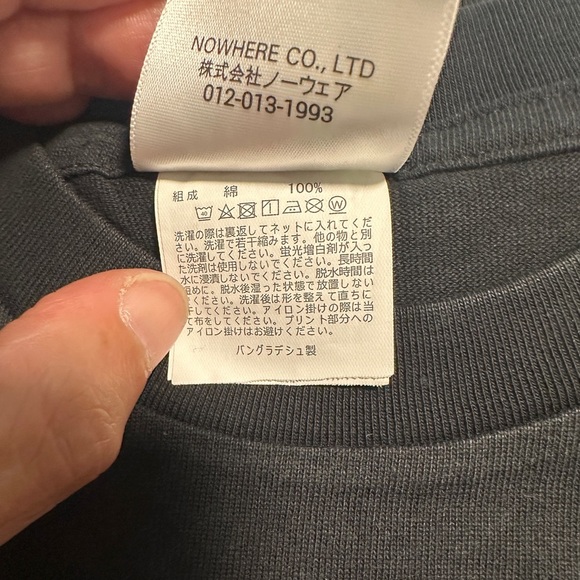 NOWHERE CO., LTD
株式会社ノーウェア
012-013-1993
組成 綿 100%
40 W
洗濯の際は裏返してネットに入れてくだ
さい。洗濯で若干縮みます。他の物と別
に洗濯してください。蛍光増白剤が入っ
た洗剤は使用しないでください。長時間
水に浸漬しないでください。脱水時間は
短めに。脱水後湿った状態で放置しない
ください。洗濯後は形を整えて直ちに
干してください。アイロン掛けの際は当
て布をしてください。プリント部分への
アイロン掛けはお避けください。
バングラデシュ製